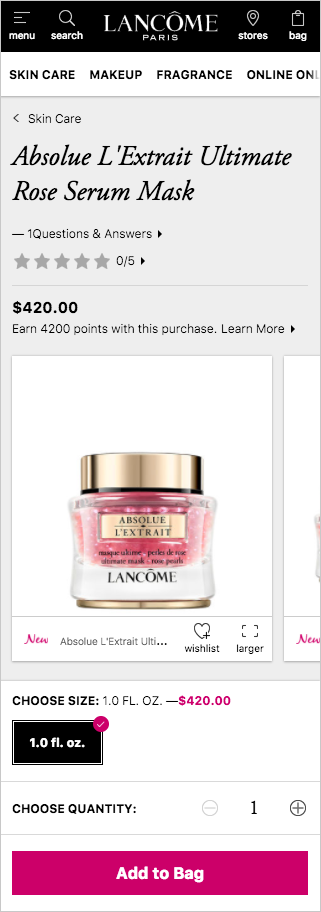 menu
search
LANCÔME
PARIS
stores
bag
SKIN CARE MAKEUP FRAGRANCE ONLINE ONL
Skin Care
Absolue L'Extrait Ultimate
Rose Serum Mask
— 1Questions & Answers
0/5
$420.00
Earn 4200 points with this purchase. Learn More
ABSOLUE
L'EXTRAIT
masque ultime - perles de rose
ultimate mask - rose pearls
LANCÔME
New
Absolue L'Extrait Ulti...
wishlist
larger
New
CHOOSE SIZE: 1.0 FL. OZ. —$420.00
1.0 fl. oz.
CHOOSE QUANTITY:
1
Add to Bag